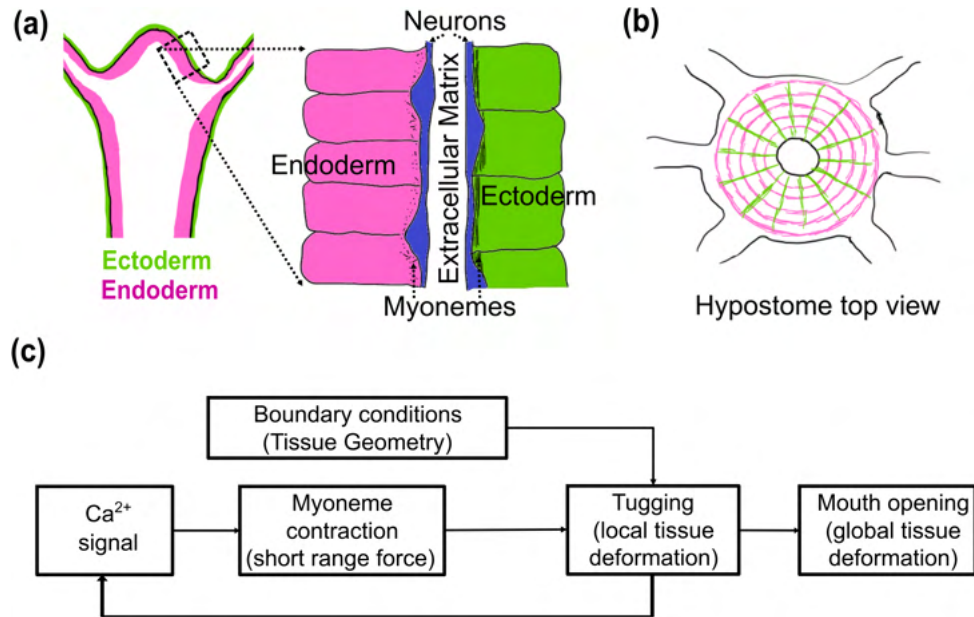 (a)
Neurons
Extracellular Matrix
Endoderm
Ectoderm
Myonemes
Ectoderm
Endoderm
(b)
Hypostome top view
(c)
Boundary conditions
(Tissue Geometry)
Ca²⁺
signal
Myoneme
contraction
(short range force)
Tugging
(local tissue
deformation)
Mouth opening
(global tissue
deformation)